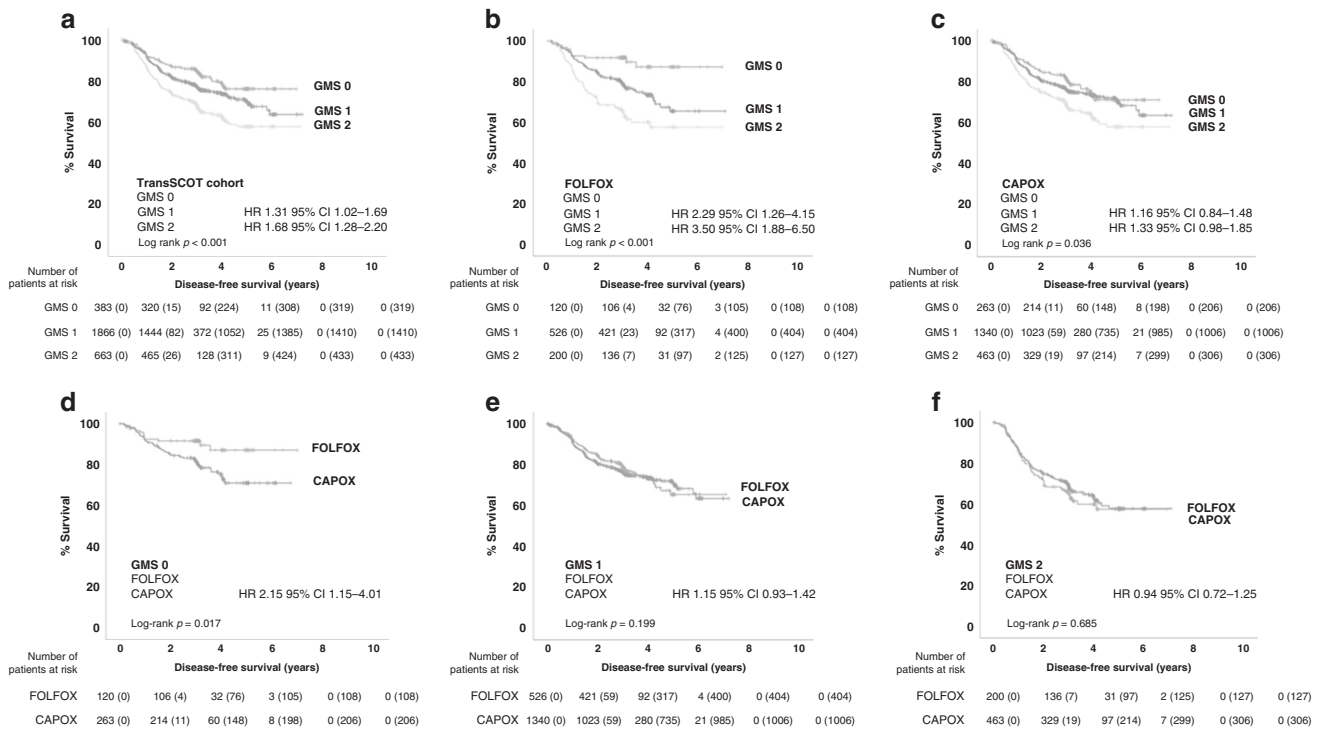 a
100
80
60
40
20
0
% Survival
GMS 0
GMS 1
GMS 2
TransSCOT cohort
GMS 0
GMS 1 HR 1.31 95% CI 1.02–1.69
GMS 2 HR 1.68 95% CI 1.28–2.20
Log rank p < 0.001
0 2 4 6 8 10
Number of
patients at risk
Disease-free survival (years)
GMS 0 383 (0) 320 (15) 92 (224) 11 (308) 0 (319) 0 (319)
GMS 1 1866 (0) 1444 (82) 372 (1052) 25 (1385) 0 (1410) 0 (1410)
GMS 2 663 (0) 465 (26) 128 (311) 9 (424) 0 (433) 0 (433)
b
100
80
60
40
20
0
% Survival
GMS 0
GMS 1
GMS 2
FOLFOX
GMS 0
GMS 1 HR 2.29 95% CI 1.26–4.15
GMS 2 HR 3.50 95% CI 1.88–6.50
Log rank p < 0.001
0 2 4 6 8 10
Number of
patients at risk
Disease-free survival (years)
GMS 0 120 (0) 106 (4) 32 (76) 3 (105) 0 (108) 0 (108)
GMS 1 526 (0) 421 (23) 92 (317) 4 (400) 0 (404) 0 (404)
GMS 2 200 (0) 136 (7) 31 (97) 2 (125) 0 (127) 0 (127)
c
100
80
60
40
20
0
% Survival
GMS 0
GMS 1
GMS 2
CAPOX
GMS 0
GMS 1 HR 1.16 95% CI 0.84–1.48
GMS 2 HR 1.33 95% CI 0.98–1.85
Log rank p = 0.036
0 2 4 6 8 10
Number of
patients at risk
Disease-free survival (years)
GMS 0 263 (0) 214 (11) 60 (148) 8 (198) 0 (206) 0 (206)
GMS 1 1340 (0) 1023 (59) 280 (735) 21 (985) 0 (1006) 0 (1006)
GMS 2 463 (0) 329 (19) 97 (214) 7 (299) 0 (306) 0 (306)
d
100
80
60
40
20
0
% Survival
FOLFOX
CAPOX
GMS 0
FOLFOX
CAPOX HR 2.15 95% CI 1.15–4.01
Log-rank p = 0.017
0 2 4 6 8 10
Number of
patients at risk
Disease-free survival (years)
FOLFOX 120 (0) 106 (4) 32 (76) 3 (105) 0 (108) 0 (108)
CAPOX 263 (0) 214 (11) 60 (148) 8 (198) 0 (206) 0 (206)
e
100
80
60
40
20
0
% Survival
FOLFOX
CAPOX
GMS 1
FOLFOX
CAPOX HR 1.15 95% CI 0.93–1.42
Log-rank p = 0.199
0 2 4 6 8 10
Number of
patients at risk
Disease-free survival (years)
FOLFOX 526 (0) 421 (59) 92 (317) 4 (400) 0 (404) 0 (404)
CAPOX 1340 (0) 1023 (59) 280 (735) 21 (985) 0 (1006) 0 (1006)
f
100
80
60
40
20
0
% Survival
FOLFOX
CAPOX
GMS 2
FOLFOX
CAPOX HR 0.94 95% CI 0.72–1.25
Log-rank p = 0.685
0 2 4 6 8 10
Number of
patients at risk
Disease-free survival (years)
FOLFOX 200 (0) 136 (7) 31 (97) 2 (125) 0 (127) 0 (127)
CAPOX 463 (0) 329 (19) 97 (214) 7 (299) 0 (306) 0 (306)